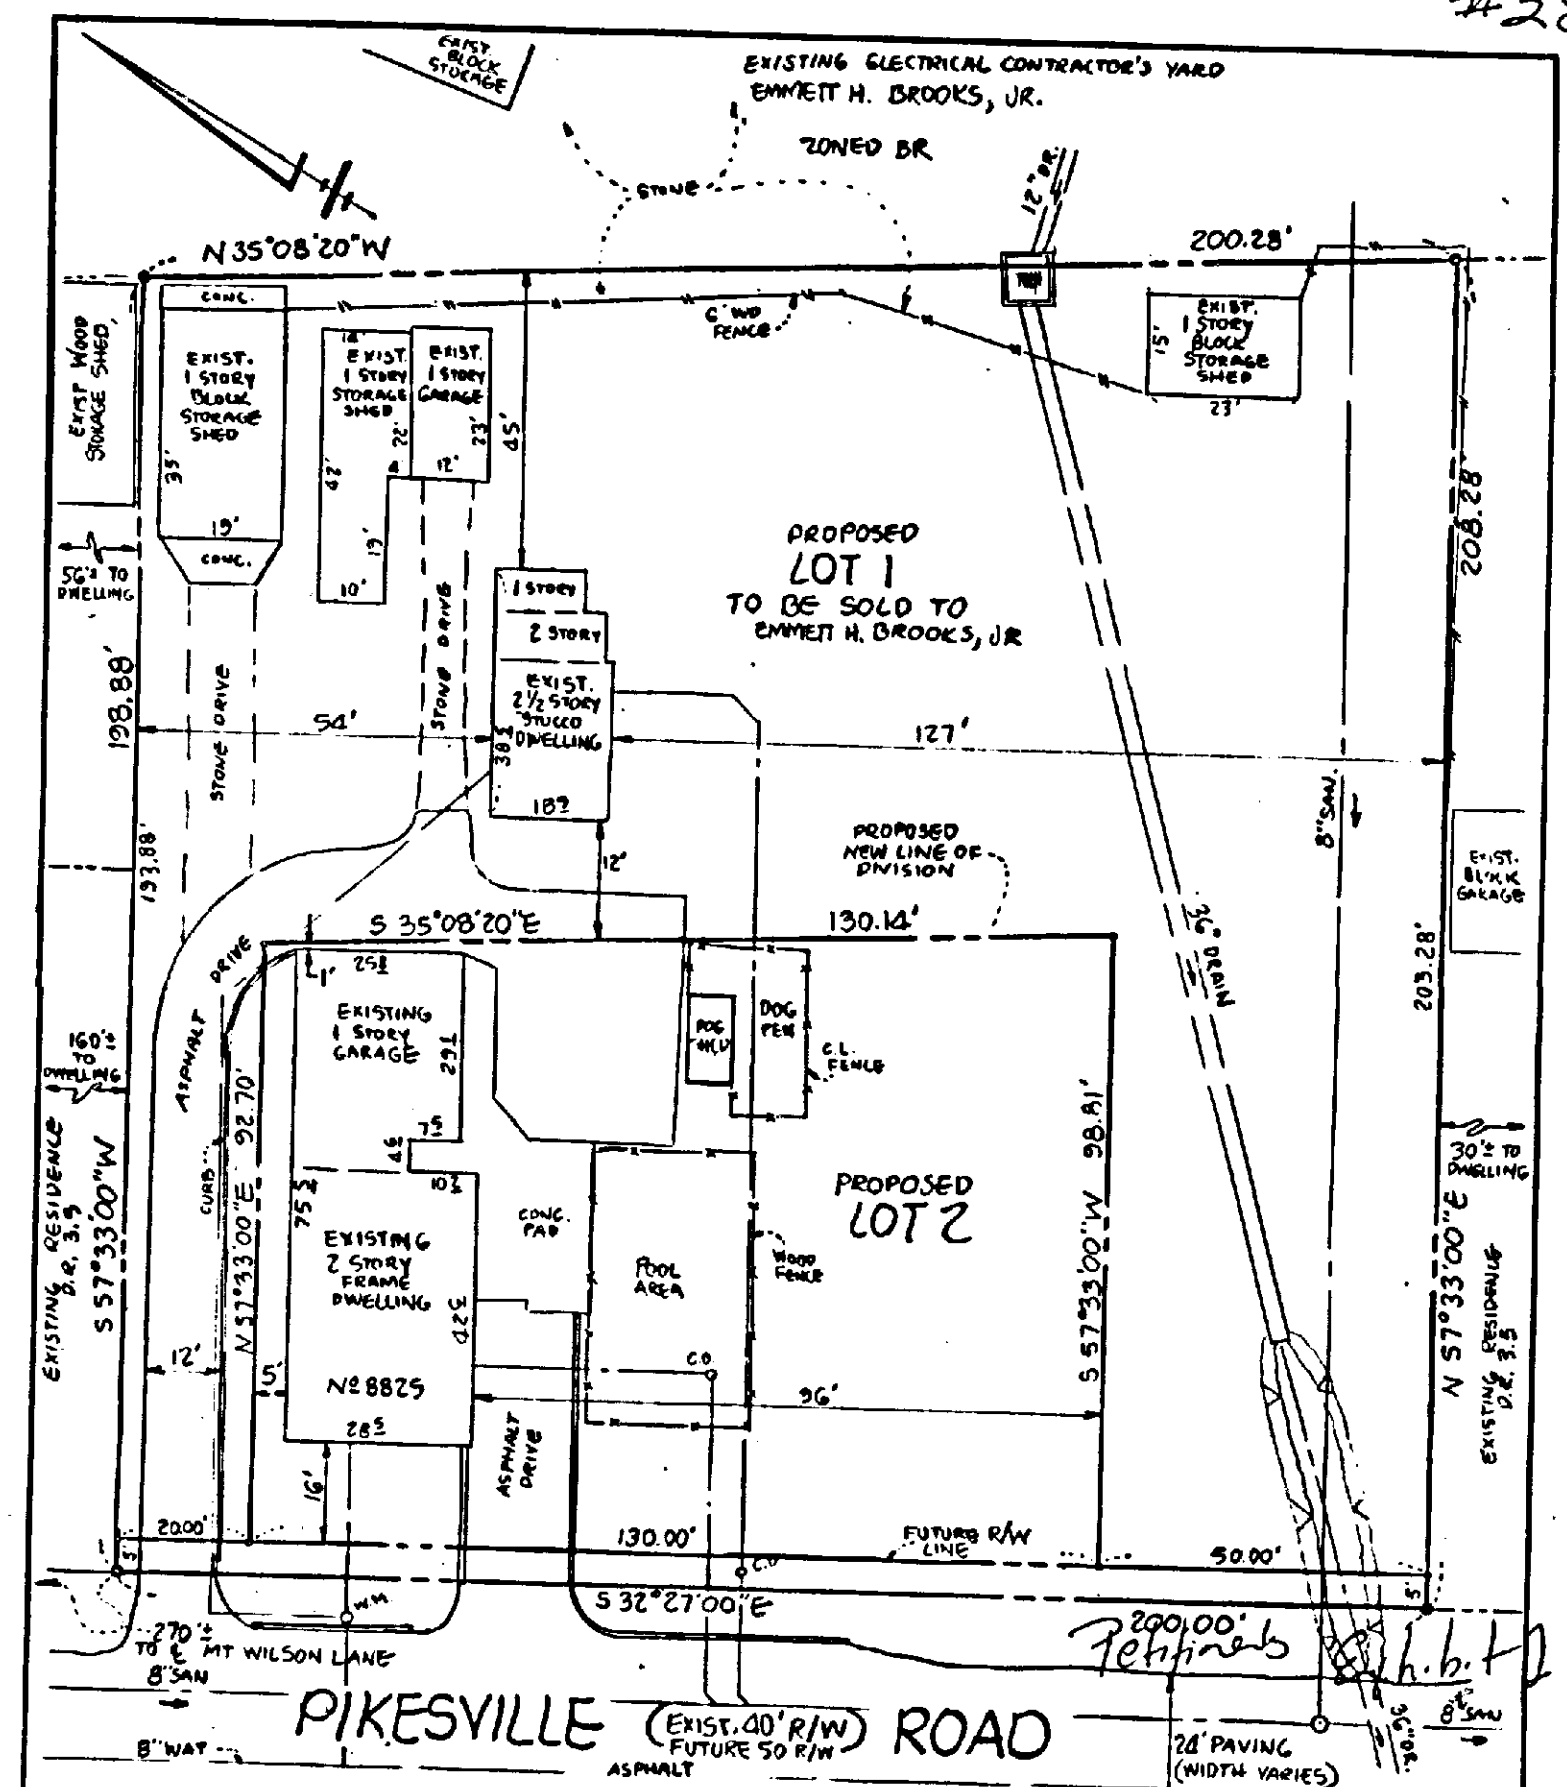 EXIST.
BLOCK
STORAGE
EXISTING ELECTRICAL CONTRACTOR'S YARD
EMMETT H. BROOKS, JR.
ZONED BR
STONE
12" DR.
N 35°08'20" W
200.28'
CONC.
6' WD
FENCE
EXIST WOOD
STORAGE SHED,
EXIST.
1 STORY
BLOCK
STORAGE
SHED
35'
19'
CONC.
14'
EXIST.
1 STORY
STORAGE
SHED
42'
22'
4
19'
10'
EXIST.
1 STORY
GARAGE
23'
12'
45'
EXIST.
1 STORY
BLOCK
STORAGE
SHED
15'
23'
208.28'
56'± TO
DWELLING
PROPOSED
LOT 1
TO BE SOLD TO
EMMETT H. BROOKS, JR
1 STORY
2 STORY
EXIST.
2 1/2 STORY
STUCCO
DWELLING
STONE DRIVE
STONE DRIVE
198.88'
54'
127'
12'
193.88'
8" SAN.
PROPOSED
NEW LINE OF
DIVISION
EXIST.
BLOCK
GARAGE
S 35°08'20" E
130.14'
36" DRAIN
203.28'
ASPHALT DRIVE
1'
EXISTING
1 STORY
GARAGE
DOG
PEN
C.L.
FENCE
160'±
TO
DWELLING
EXISTING RESIDENCE
D.R. 3.5
S 57°33'00" W
CURB
N 57°33'00" E 92.70'
EXISTING
2 STORY
FRAME
DWELLING
Nº 8825
CONC.
PAD
POOL
AREA
WOOD
FENCE
PROPOSED
LOT 2
S 57°33'00" W 98.81'
30'± TO
DWELLING
N 57°33'00" E
EXISTING RESIDENCE
D.R. 3.5
12'
5'
C.O.
96'
ASPHALT
DRIVE
16'
20.00'
130.00'
FUTURE R/W
LINE
50.00'
5'
5'
C.O.
S 32°27'00" E
200.00'
W.M.
270'±
TO ℄ MT WILSON LANE
8" SAN
8" SAN
36" DR.
PIKESVILLE (EXIST. 40' R/W) ROAD
FUTURE 50 R/W
8" WAT
ASPHALT
24' PAVING
(WIDTH VARIES)